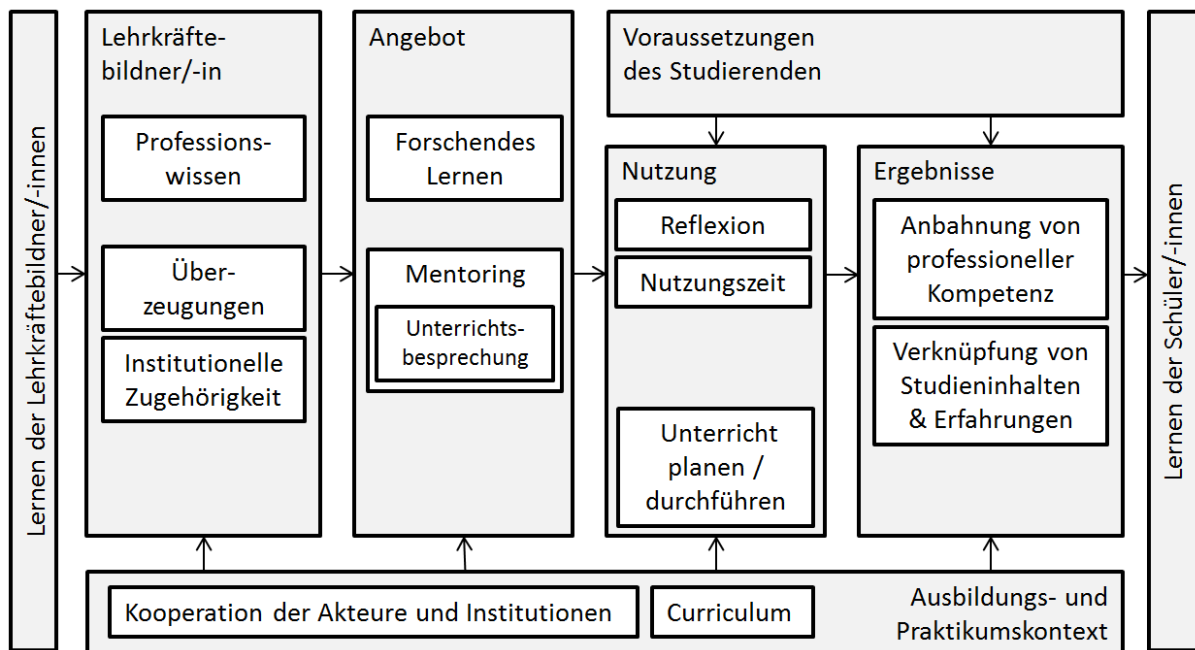 Lernen der Lehrkräftebildner/-innen
Lehrkräfte-
bildner/-in
Professions-
wissen
Über-
zeugungen
Institutionelle
Zugehörigkeit
Angebot
Forschendes
Lernen
Mentoring
Unterrichts-
besprechung
Voraussetzungen
des Studierenden
Nutzung
Reflexion
Nutzungszeit
Unterricht
planen /
durchführen
Ergebnisse
Anbahnung von
professioneller
Kompetenz
Verknüpfung von
Studieninhalten
& Erfahrungen
Lernen der Schüler/-innen
Kooperation der Akteure und Institutionen
Curriculum
Ausbildungs- und
Praktikumskontext